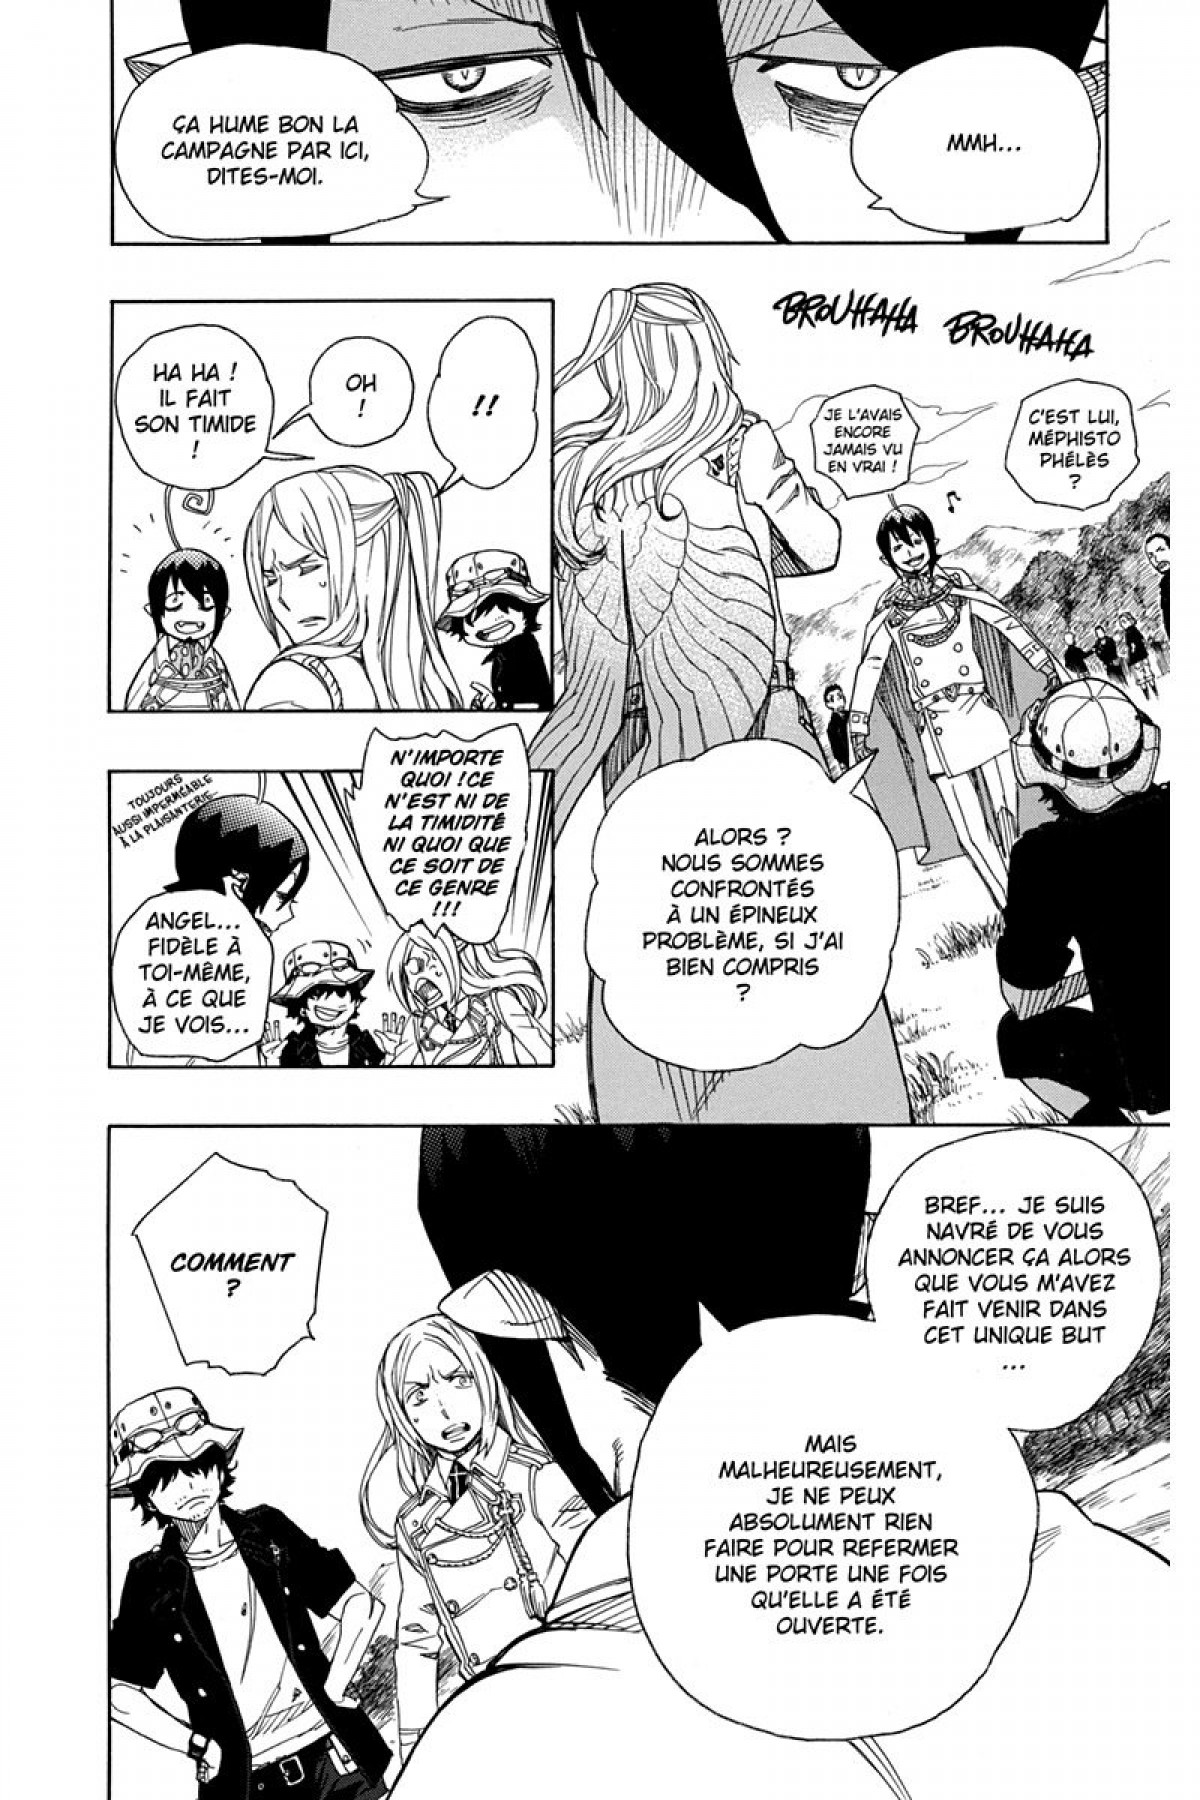 MMH...
ÇA HUME BON LA
CAMPAGNE PAR ICI,
DITES-MOI.
BROUHAHA
BROUHAHA
C'EST LUI,
MÉPHISTO
PHÉLÈS
?
JE L'AVAIS
ENCORE
JAMAIS VU
EN VRAI !
ALORS ?
NOUS SOMMES
CONFRONTÉS
À UN ÉPINEUX
PROBLÈME, SI J'AI
BIEN COMPRIS
?
!!
OH
!
HA HA !
IL FAIT
SON TIMIDE
!
N'IMPORTE
QUOI ! CE
N'EST NI DE
LA TIMIDITÉ
NI QUOI QUE
CE SOIT DE
CE GENRE
!!!
TOUJOURS
AUSSI IMPERMÉABLE
À LA PLAISANTERIE...
ANGEL...
FIDÈLE À
TOI-MÊME,
À CE QUE
JE VOIS...
BREF... JE SUIS
NAVRÉ DE VOUS
ANNONCER ÇA ALORS
QUE VOUS M'AVEZ
FAIT VENIR DANS
CET UNIQUE BUT
...
MAIS
MALHEUREUSEMENT,
JE NE PEUX
ABSOLUMENT RIEN
FAIRE POUR REFERMER
UNE PORTE UNE FOIS
QU'ELLE A ÉTÉ
OUVERTE.
COMMENT
?